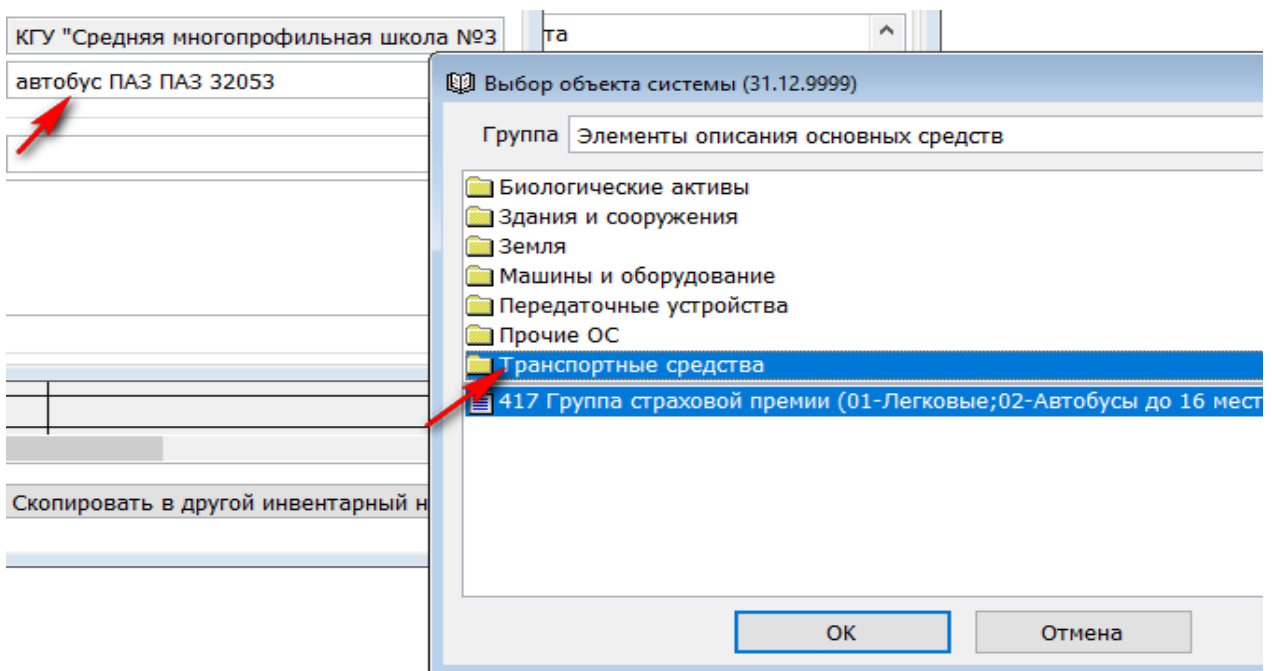 КГУ "Средняя многопрофильная школа №3
та
автобус ПАЗ ПАЗ 32053
Выбор объекта системы (31.12.9999)
Группа Элементы описания основных средств
Биологические активы
Здания и сооружения
Земля
Машины и оборудование
Передаточные устройства
Прочие ОС
Транспортные средства
417 Группа страховой премии (01-Легковые;02-Автобусы до 16 мест
Скопировать в другой инвентарный н
ОК Отмена